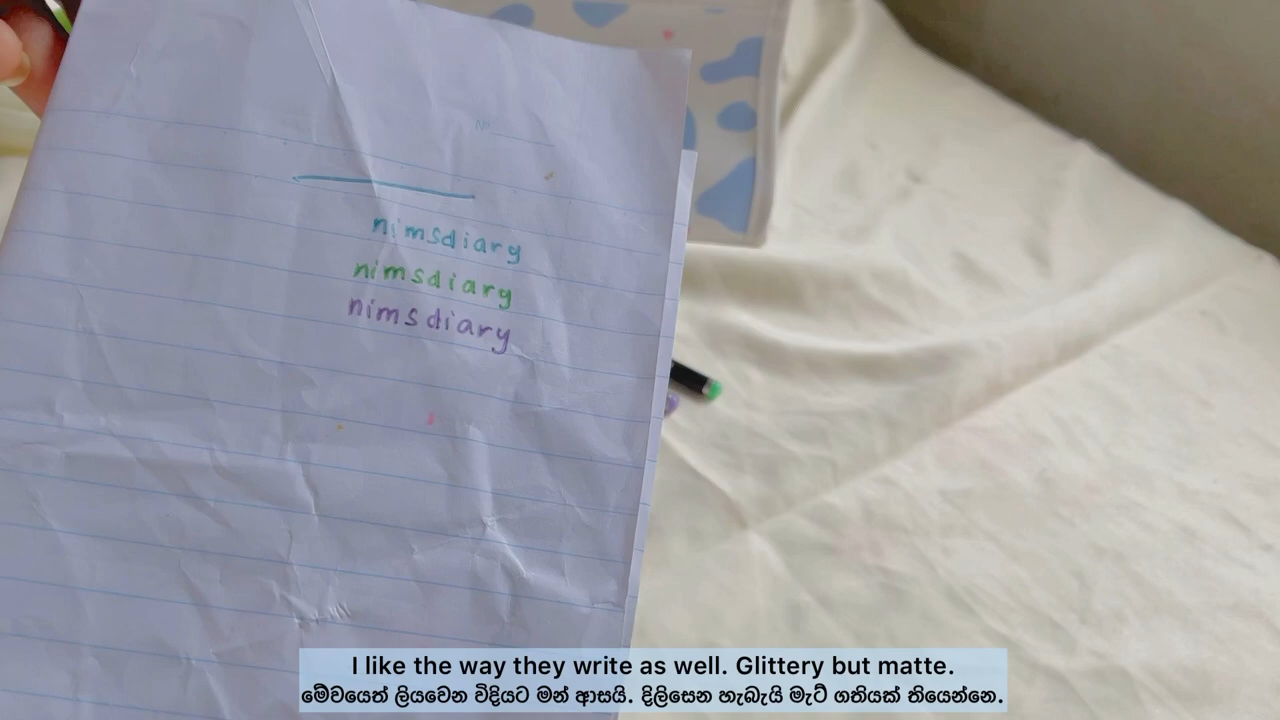 Nº
nimsdiary
nimsdiary
nimsdiary
I like the way they write as well. Glittery but matte.
මේවයෙත් ලියවෙන විදියට මන් ආසයි. දිලිසෙන හැබැයි මැට් ගතියක් තියෙන්නෙ.